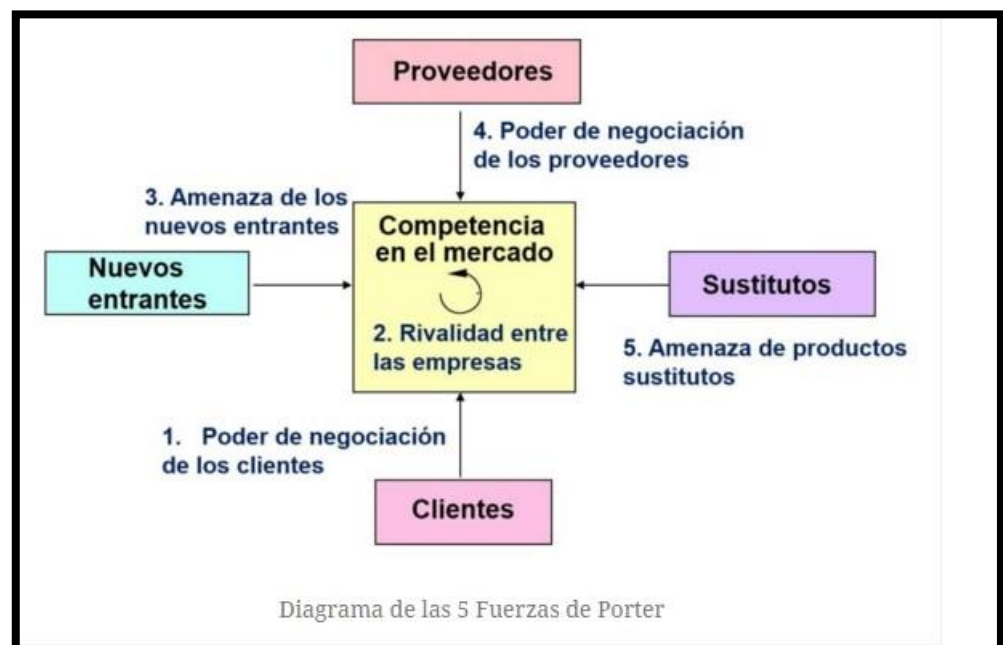 Proveedores
4. Poder de negociación
de los proveedores
3. Amenaza de los
nuevos entrantes
Competencia
en el mercado
Nuevos
entrantes
Sustitutos
2. Rivalidad entre
las empresas
5. Amenaza de productos
sustitutos
1. Poder de negociación
de los clientes
Clientes
Diagrama de las 5 Fuerzas de Porter